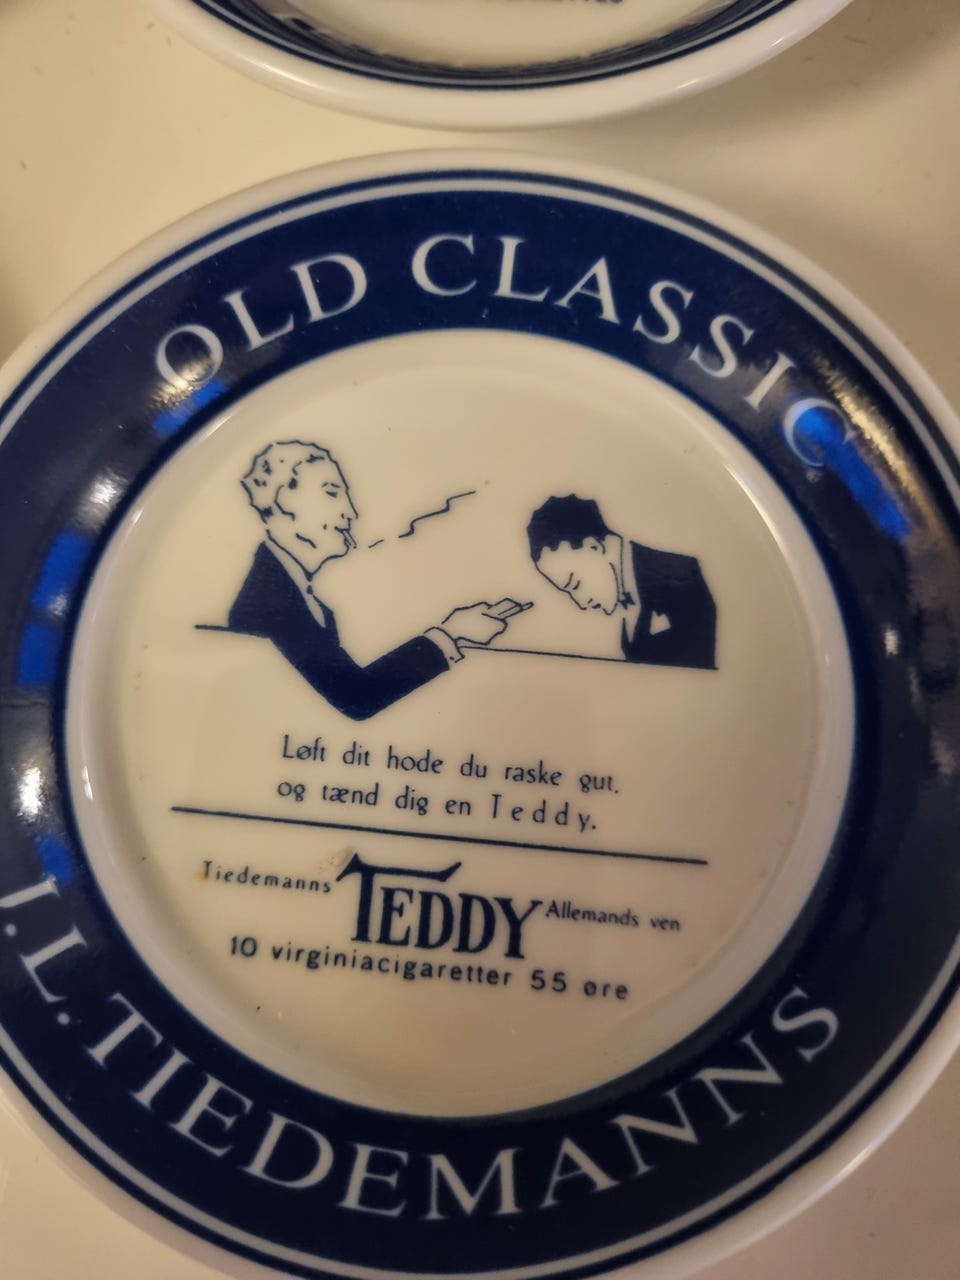 OLD CLASSIC
Løft dit hode du raske gut,
og tænd dig en Teddy.
Tiedemanns TEDDY Allemands ven
10 virginiacigaretter 55 øre
J.L.TIEDEMANNS